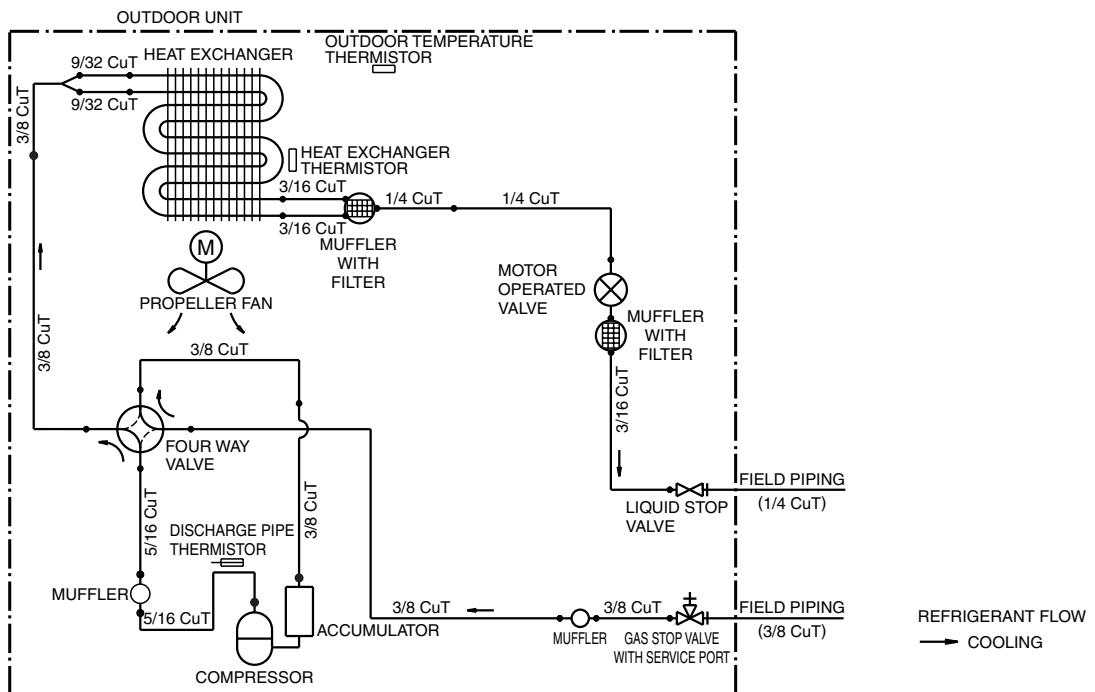 OUTDOOR UNIT
HEAT EXCHANGER
OUTDOOR TEMPERATURE
THERMISTOR
9/32 CuT
9/32 CuT
3/8 CuT
HEAT EXCHANGER
THERMISTOR
3/16 CuT
3/16 CuT
1/4 CuT
1/4 CuT
MUFFLER
WITH
FILTER
M
PROPELLER FAN
MOTOR
OPERATED
VALVE
MUFFLER
WITH
FILTER
3/8 CuT
3/8 CuT
3/16 CuT
FOUR WAY
VALVE
FIELD PIPING
(1/4 CuT)
LIQUID STOP
VALVE
5/16 CuT
3/8 CuT
DISCHARGE PIPE
THERMISTOR
MUFFLER
5/16 CuT
ACCUMULATOR
COMPRESSOR
3/8 CuT
3/8 CuT
MUFFLER
GAS STOP VALVE
WITH SERVICE PORT
FIELD PIPING
(3/8 CuT)
REFRIGERANT FLOW
COOLING